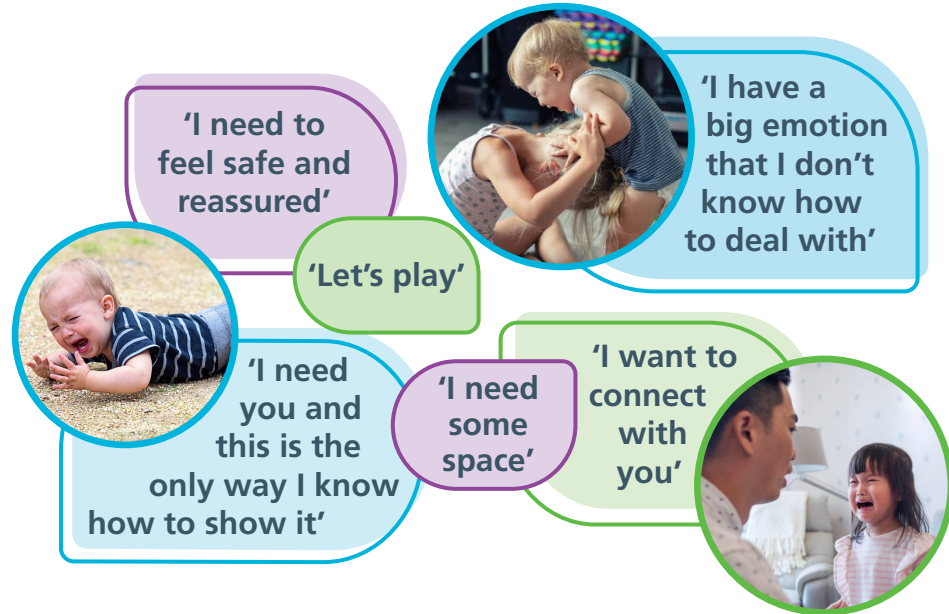 ‘I need to
feel safe and
reassured’
‘I have a
big emotion
that I don’t
know how
to deal with’
‘Let’s play’
‘I need
you and
this is the
only way I know
how to show it’
‘I need
some
space’
‘I want to
connect
with
you’